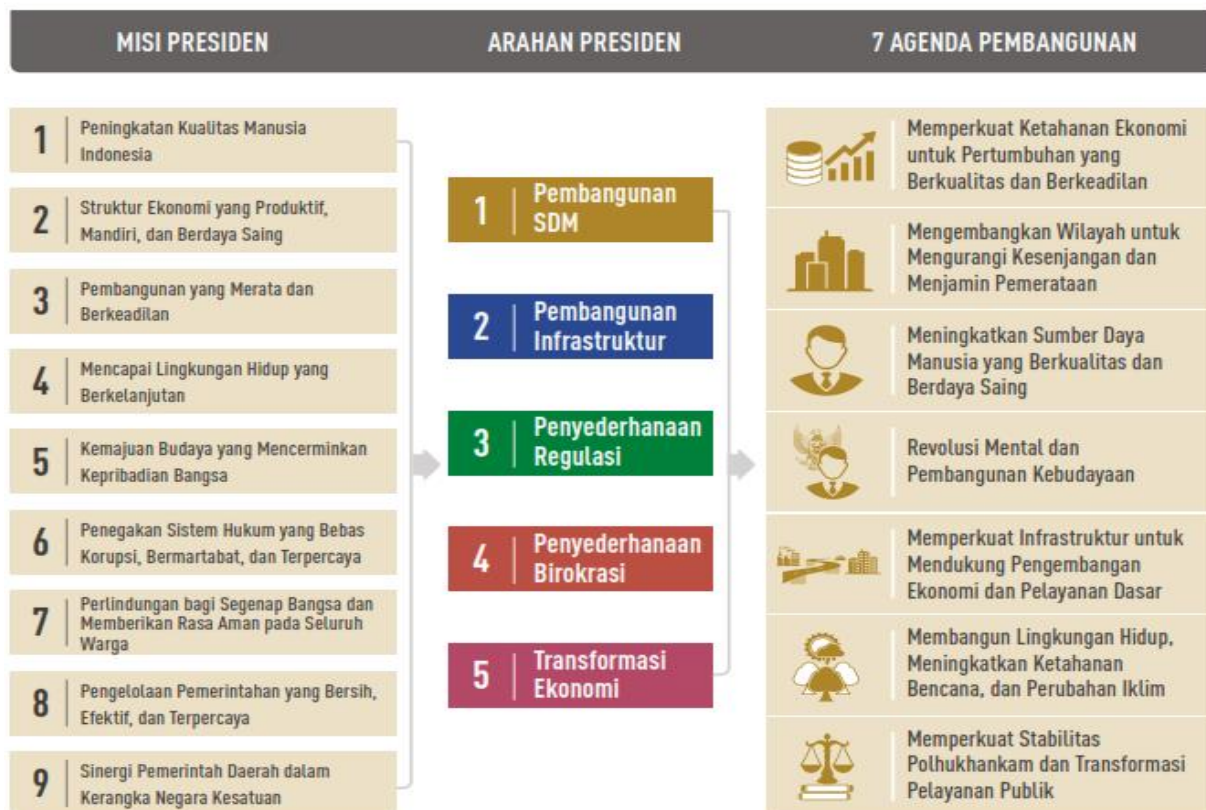 MISI PRESIDEN
ARAHAN PRESIDEN
7 AGENDA PEMBANGUNAN
1
Peningkatan Kualitas Manusia
Indonesia
2
Struktur Ekonomi yang Produktif,
Mandiri, dan Berdaya Saing
3
Pembangunan yang Merata dan
Berkeadilan
4
Mencapai Lingkungan Hidup yang
Berkelanjutan
5
Kemajuan Budaya yang Mencerminkan
Kepribadian Bangsa
6
Penegakan Sistem Hukum yang Bebas
Korupsi, Bermartabat, dan Terpercaya
7
Perlindungan bagi Segenap Bangsa dan
Memberikan Rasa Aman pada Seluruh
Warga
8
Pengelolaan Pemerintahan yang Bersih,
Efektif, dan Terpercaya
9
Sinergi Pemerintah Daerah dalam
Kerangka Negara Kesatuan
1
Pembangunan
SDM
2
Pembangunan
Infrastruktur
3
Penyederhanaan
Regulasi
4
Penyederhanaan
Birokrasi
5
Transformasi
Ekonomi
Memperkuat Ketahanan Ekonomi
untuk Pertumbuhan yang
Berkualitas dan Berkeadilan
Mengembangkan Wilayah untuk
Mengurangi Kesenjangan dan
Menjamin Pemerataan
Meningkatkan Sumber Daya
Manusia yang Berkualitas dan
Berdaya Saing
Revolusi Mental dan
Pembangunan Kebudayaan
Memperkuat Infrastruktur untuk
Mendukung Pengembangan
Ekonomi dan Pelayanan Dasar
Membangun Lingkungan Hidup,
Meningkatkan Ketahanan
Bencana, dan Perubahan Iklim
Memperkuat Stabilitas
Polhukhankam dan Transformasi
Pelayanan Publik